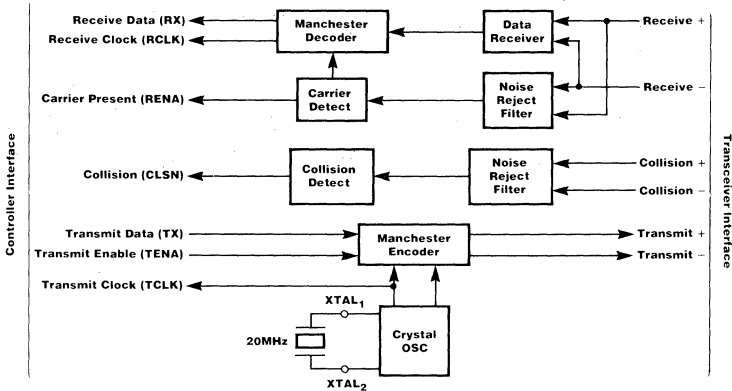 Receive Data (RX)
Receive Clock (RCLK)
Manchester
Decoder
Data
Receiver
Receive +
Carrier Present (RENA)
Carrier
Detect
Noise
Reject
Filter
Receive −
Controller Interface
Transceiver Interface
Collision (CLSN)
Collision
Detect
Noise
Reject
Filter
Collision +
Collision −
Transmit Data (TX)
Transmit Enable (TENA)
Manchester
Encoder
Transmit +
Transmit −
Transmit Clock (TCLK)
XTAL1
20MHz
Crystal
OSC
XTAL2